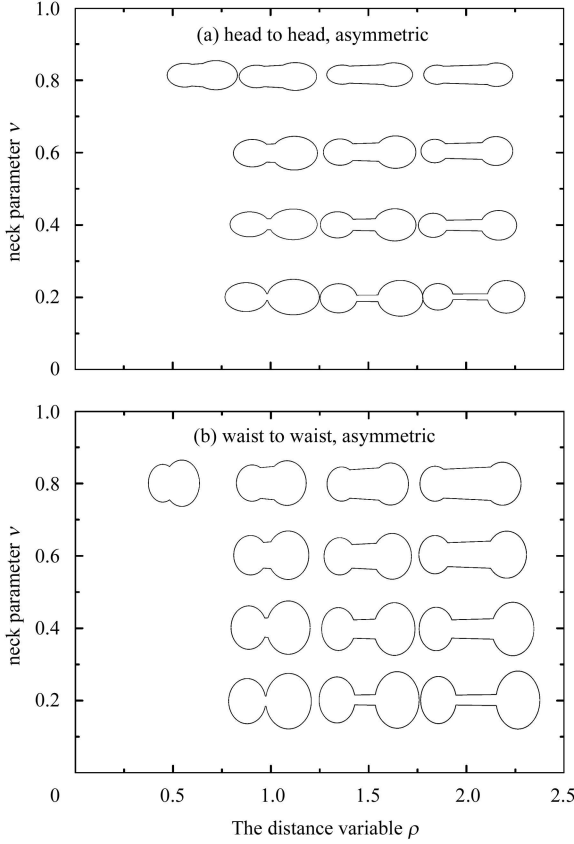 1.0
(a) head to head, asymmetric
0.8
0.6
0.4
0.2
0
neck parameter ν
1.0
(b) waist to waist, asymmetric
0.8
0.6
0.4
0.2
neck parameter ν
0 0.5 1.0 1.5 2.0 2.5
The distance variable ρ